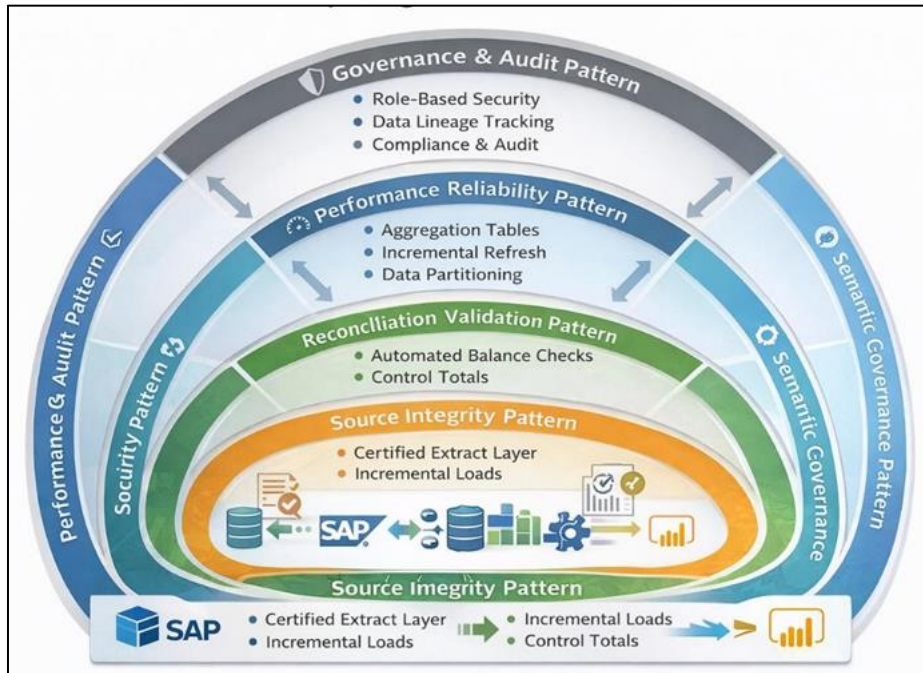 Governance & Audit Pattern
Role-Based Security
Data Lineage Tracking
Compliance & Audit
Performance Reliability Pattern
Aggregation Tables
Incremental Refresh
Data Partitioning
Performance & Audit Pattern
Socurity Pattern
Semantic Governance
Semantic Governance Pattern
Reconclliation Validation Pattern
Automated Balance Checks
Control Totals
Source Integrity Pattern
Certified Extract Layer
Incremental Loads
SAP
Source Imegrity Pattern
SAP
Certified Extract Layer
Incremental Loads
Incremental Loads
Control Totals